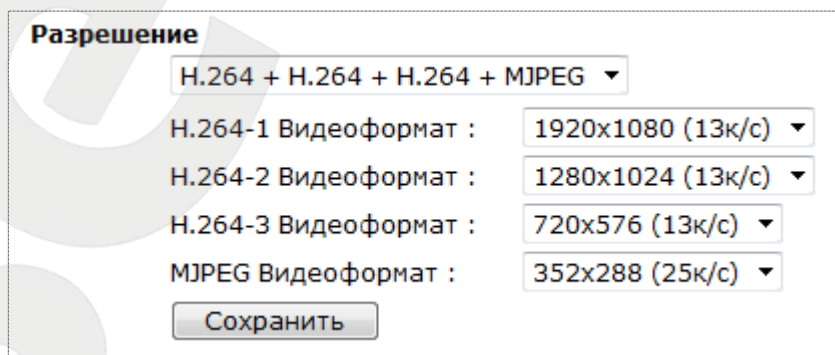 Разрешение
H.264 + H.264 + H.264 + MJPEG
H.264-1 Видеоформат : 1920x1080 (13к/с)
H.264-2 Видеоформат : 1280x1024 (13к/с)
H.264-3 Видеоформат : 720x576 (13к/с)
MJPEG Видеоформат : 352x288 (25к/с)
Сохранить